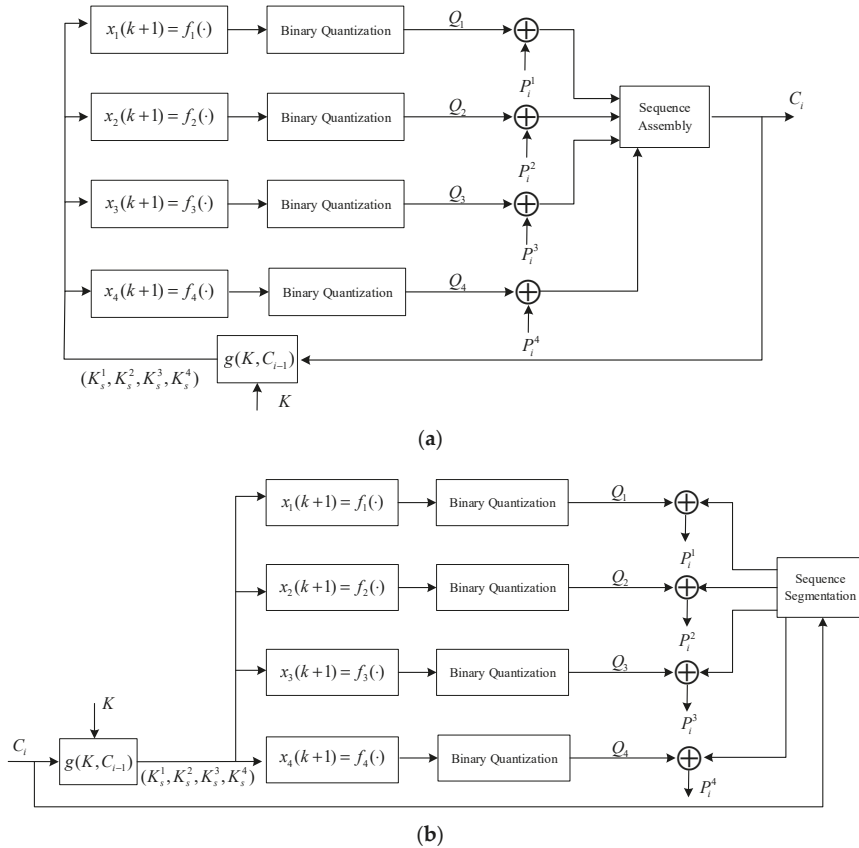 x₁(k+1) = f₁(·)
Binary Quantization
Q₁
P_i^1
x₂(k+1) = f₂(·)
Binary Quantization
Q₂
P_i^2
Sequence
Assembly
C_i
x₃(k+1) = f₃(·)
Binary Quantization
Q₃
P_i^3
x₄(k+1) = f₄(·)
Binary Quantization
Q₄
P_i^4
g(K, C_{i−1})
(K_s^1, K_s^2, K_s^3, K_s^4)
K
(a)
x₁(k+1) = f₁(·)
Binary Quantization
Q₁
P_i^1
x₂(k+1) = f₂(·)
Binary Quantization
Q₂
P_i^2
Sequence
Segmentation
x₃(k+1) = f₃(·)
Binary Quantization
Q₃
P_i^3
K
C_i
g(K, C_{i−1})
(K_s^1, K_s^2, K_s^3, K_s^4)
x₄(k+1) = f₄(·)
Binary Quantization
Q₄
P_i^4
(b)